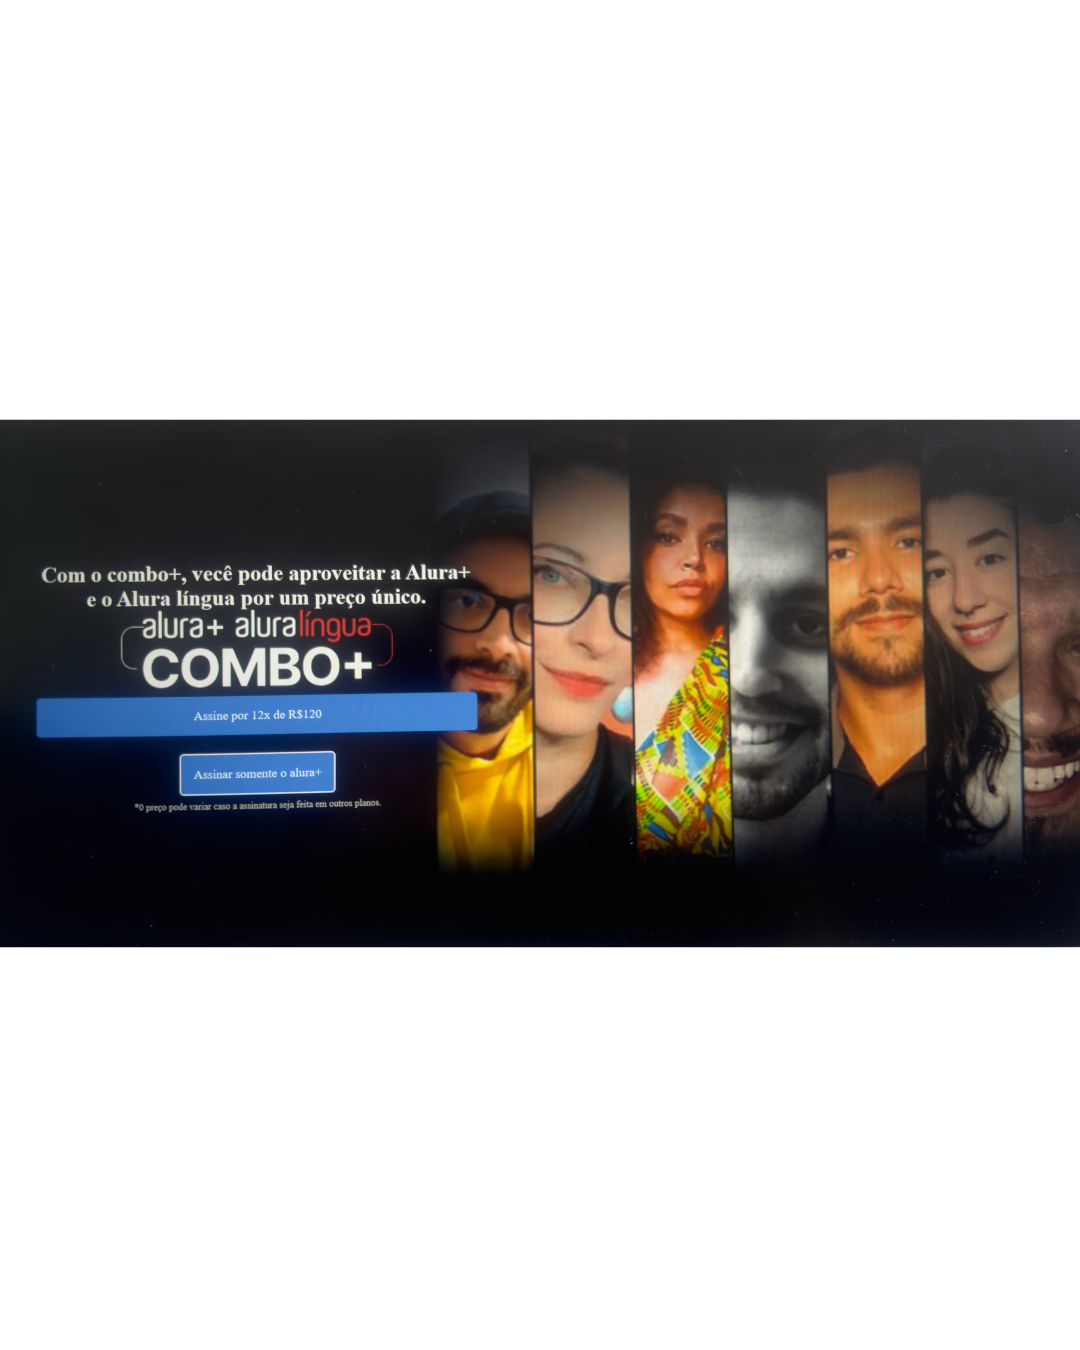 Com o combo+, vecê pode aproveitar a Alura+
e o Alura língua por um preço único.
alura+ aluralíngua
COMBO+
Assine por 12x de R$120
Assinar somente o alura+
*0 preço pode variar caso a assinatura seja feita em outros planos.